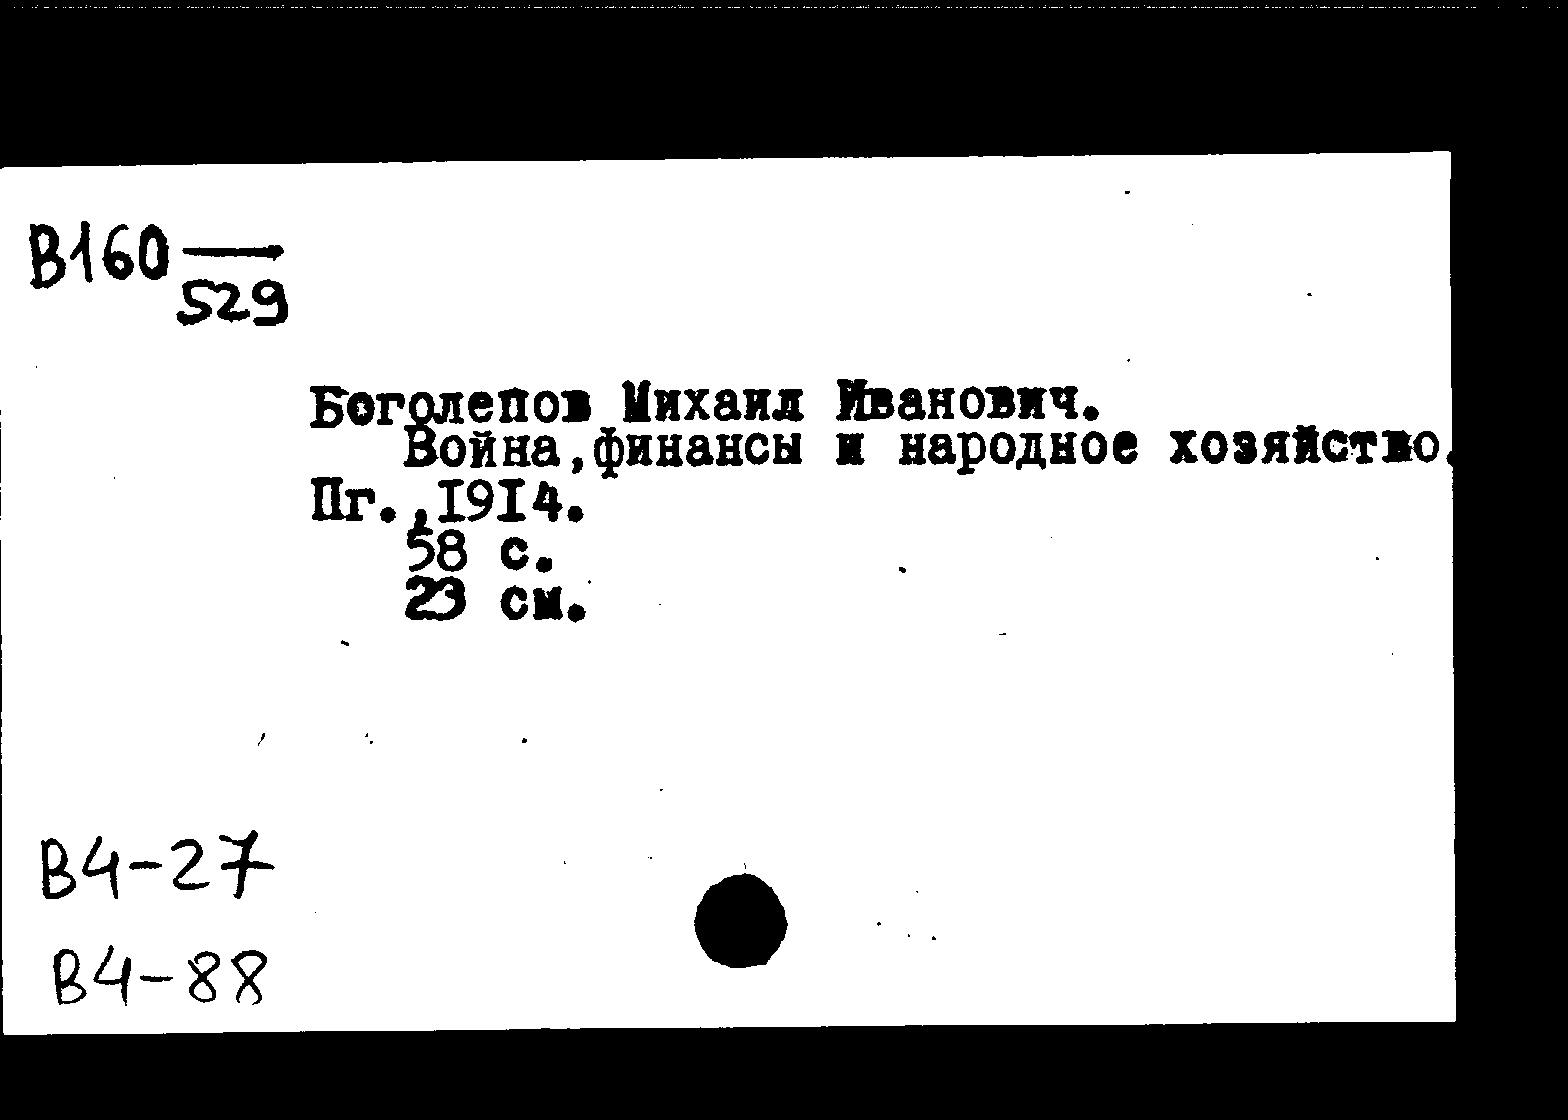 В160 —
529
Боголепов Михаил Иванович.
Война, финансы и народное хозяйство.
Пг., 1914.
58 с.
23 см.
В4-27
В4-88